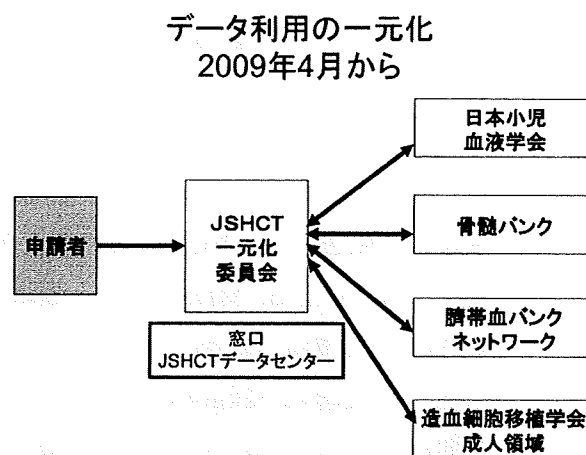 データ利用の一元化
2009年4月から
申請者
JSHCT
一元化
委員会
窓口
JSHCTデータセンター
日本小児
血液学会
骨髄バンク
臍帯血バンク
ネットワーク
造血細胞移植学会
成人領域